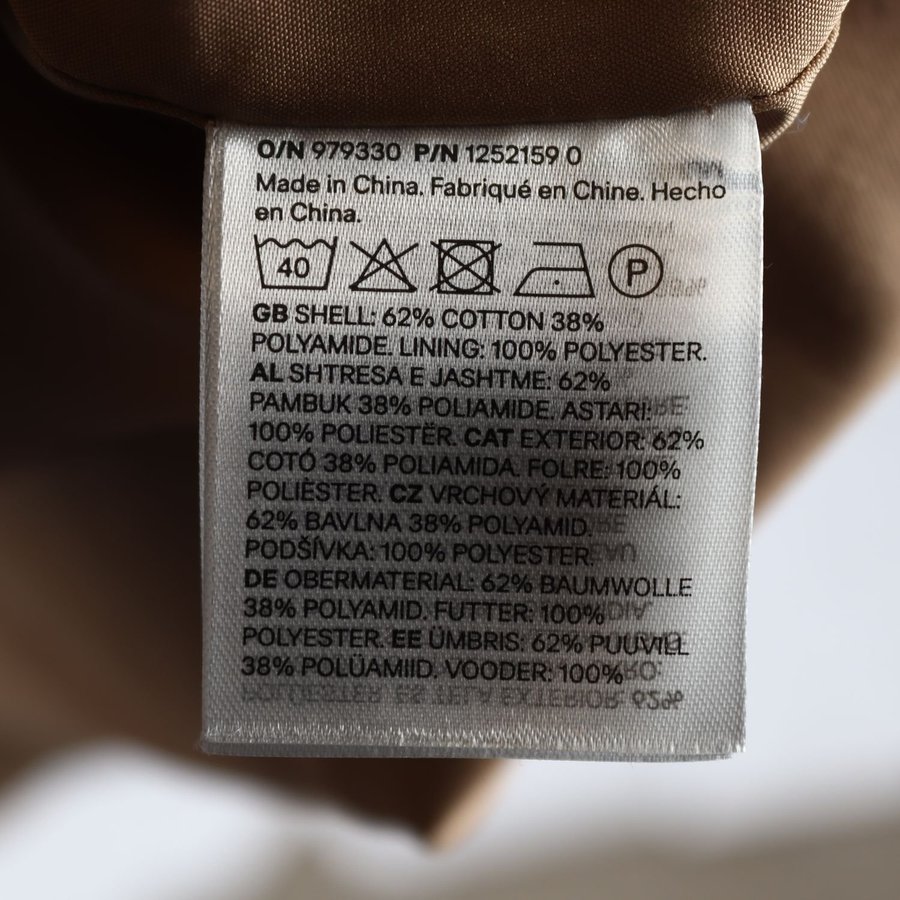 O/N 979330 P/N 1252159 0
Made in China. Fabriqué en Chine. Hecho
en China.
40 P
GB SHELL: 62% COTTON 38%
POLYAMIDE. LINING: 100% POLYESTER.
AL SHTRESA E JASHTME: 62%
PAMBUK 38% POLIAMIDE. ASTARI:
100% POLIESTËR. CAT EXTERIOR: 62%
COTÓ 38% POLIAMIDA. FOLRE: 100%
POLIÈSTER. CZ VRCHOVÝ MATERIÁL:
62% BAVLNA 38% POLYAMID.
PODŠÍVKA: 100% POLYESTER.
DE OBERMATERIAL: 62% BAUMWOLLE
38% POLYAMID. FUTTER: 100%
POLYESTER. EE ÜMBRIS: 62% PUUVILL
38% POLÜAMIID. VOODER: 100%